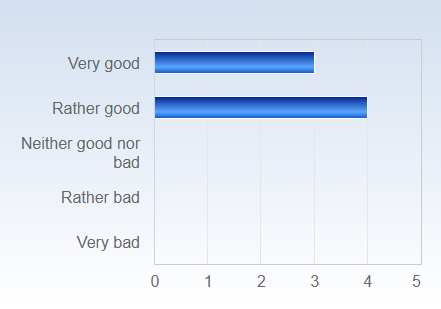 Very good
Rather good
Neither good nor
bad
Rather bad
Very bad
0 1 2 3 4 5